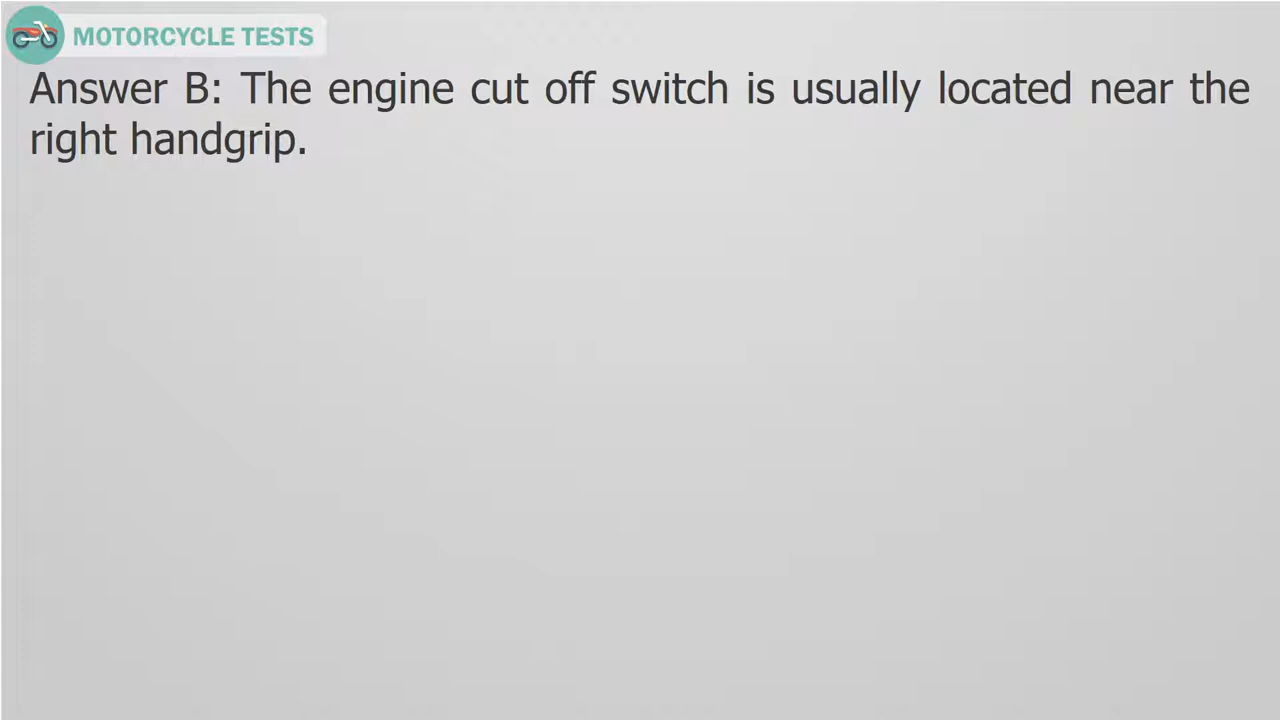 MOTORCYCLE TESTS
Answer B: The engine cut off switch is usually located near the
right handgrip.